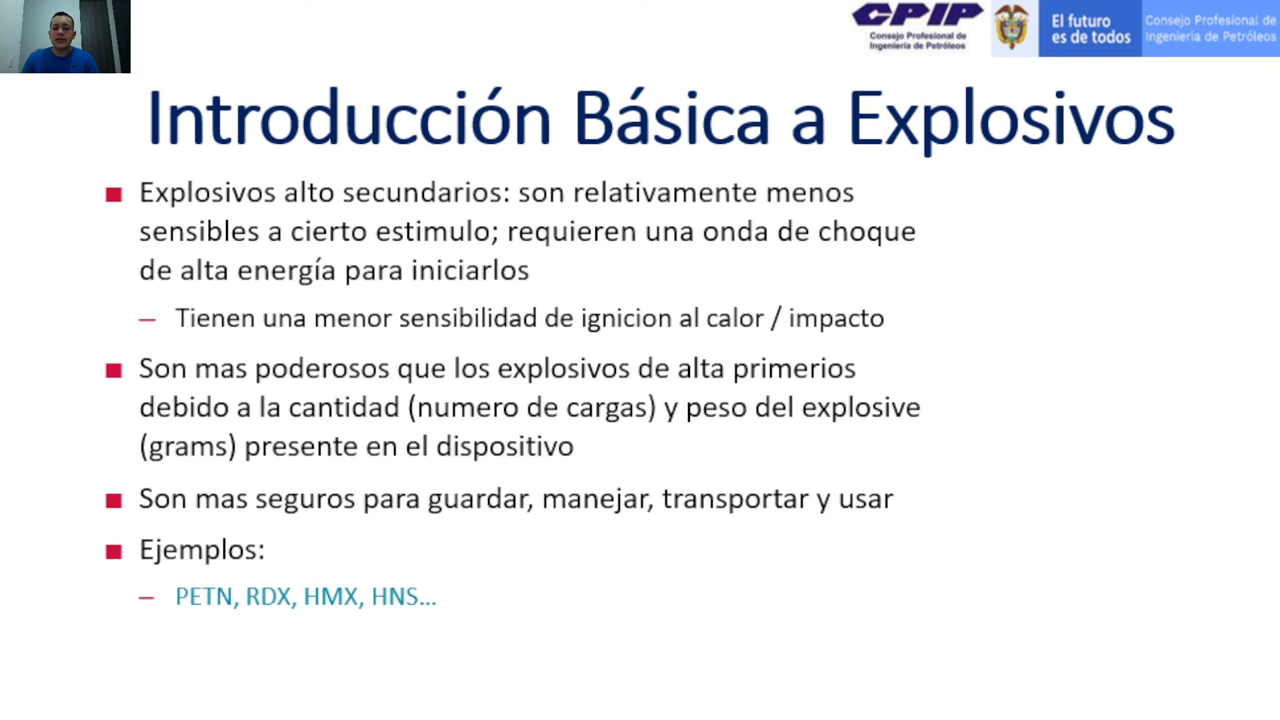 CPIP
Consejo Profesional de
Ingeniería de Petróleos
El futuro
es de todos
Consejo Profesional de
Ingeniería de Petróleos
Introducción Básica a Explosivos
Explosivos alto secundarios: son relativamente menos
sensibles a cierto estimulo; requieren una onda de choque
de alta energía para iniciarlos
– Tienen una menor sensibilidad de ignicion al calor / impacto
Son mas poderosos que los explosivos de alta primerios
debido a la cantidad (numero de cargas) y peso del explosive
(grams) presente en el dispositivo
Son mas seguros para guardar, manejar, transportar y usar
Ejemplos:
– PETN, RDX, HMX, HNS...